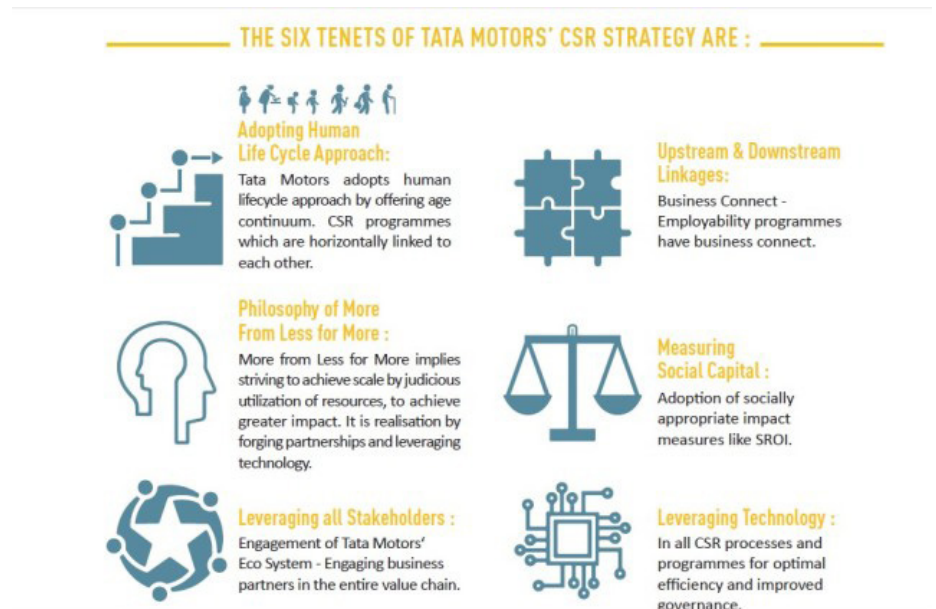 THE SIX TENETS OF TATA MOTORS' CSR STRATEGY ARE :
Adopting Human
Life Cycle Approach:
Tata Motors adopts human
lifecycle approach by offering age
continuum. CSR programmes
which are horizontally linked to
each other.
Upstream & Downstream
Linkages:
Business Connect -
Employability programmes
have business connect.
Philosophy of More
From Less for More :
More from Less for More implies
striving to achieve scale by judicious
utilization of resources, to achieve
greater impact. It is realisation by
forging partnerships and leveraging
technology.
Measuring
Social Capital :
Adoption of socially
appropriate impact
measures like SROI.
Leveraging all Stakeholders :
Engagement of Tata Motors'
Eco System - Engaging business
partners in the entire value chain.
Leveraging Technology :
In all CSR processes and
programmes for optimal
efficiency and improved
governance.